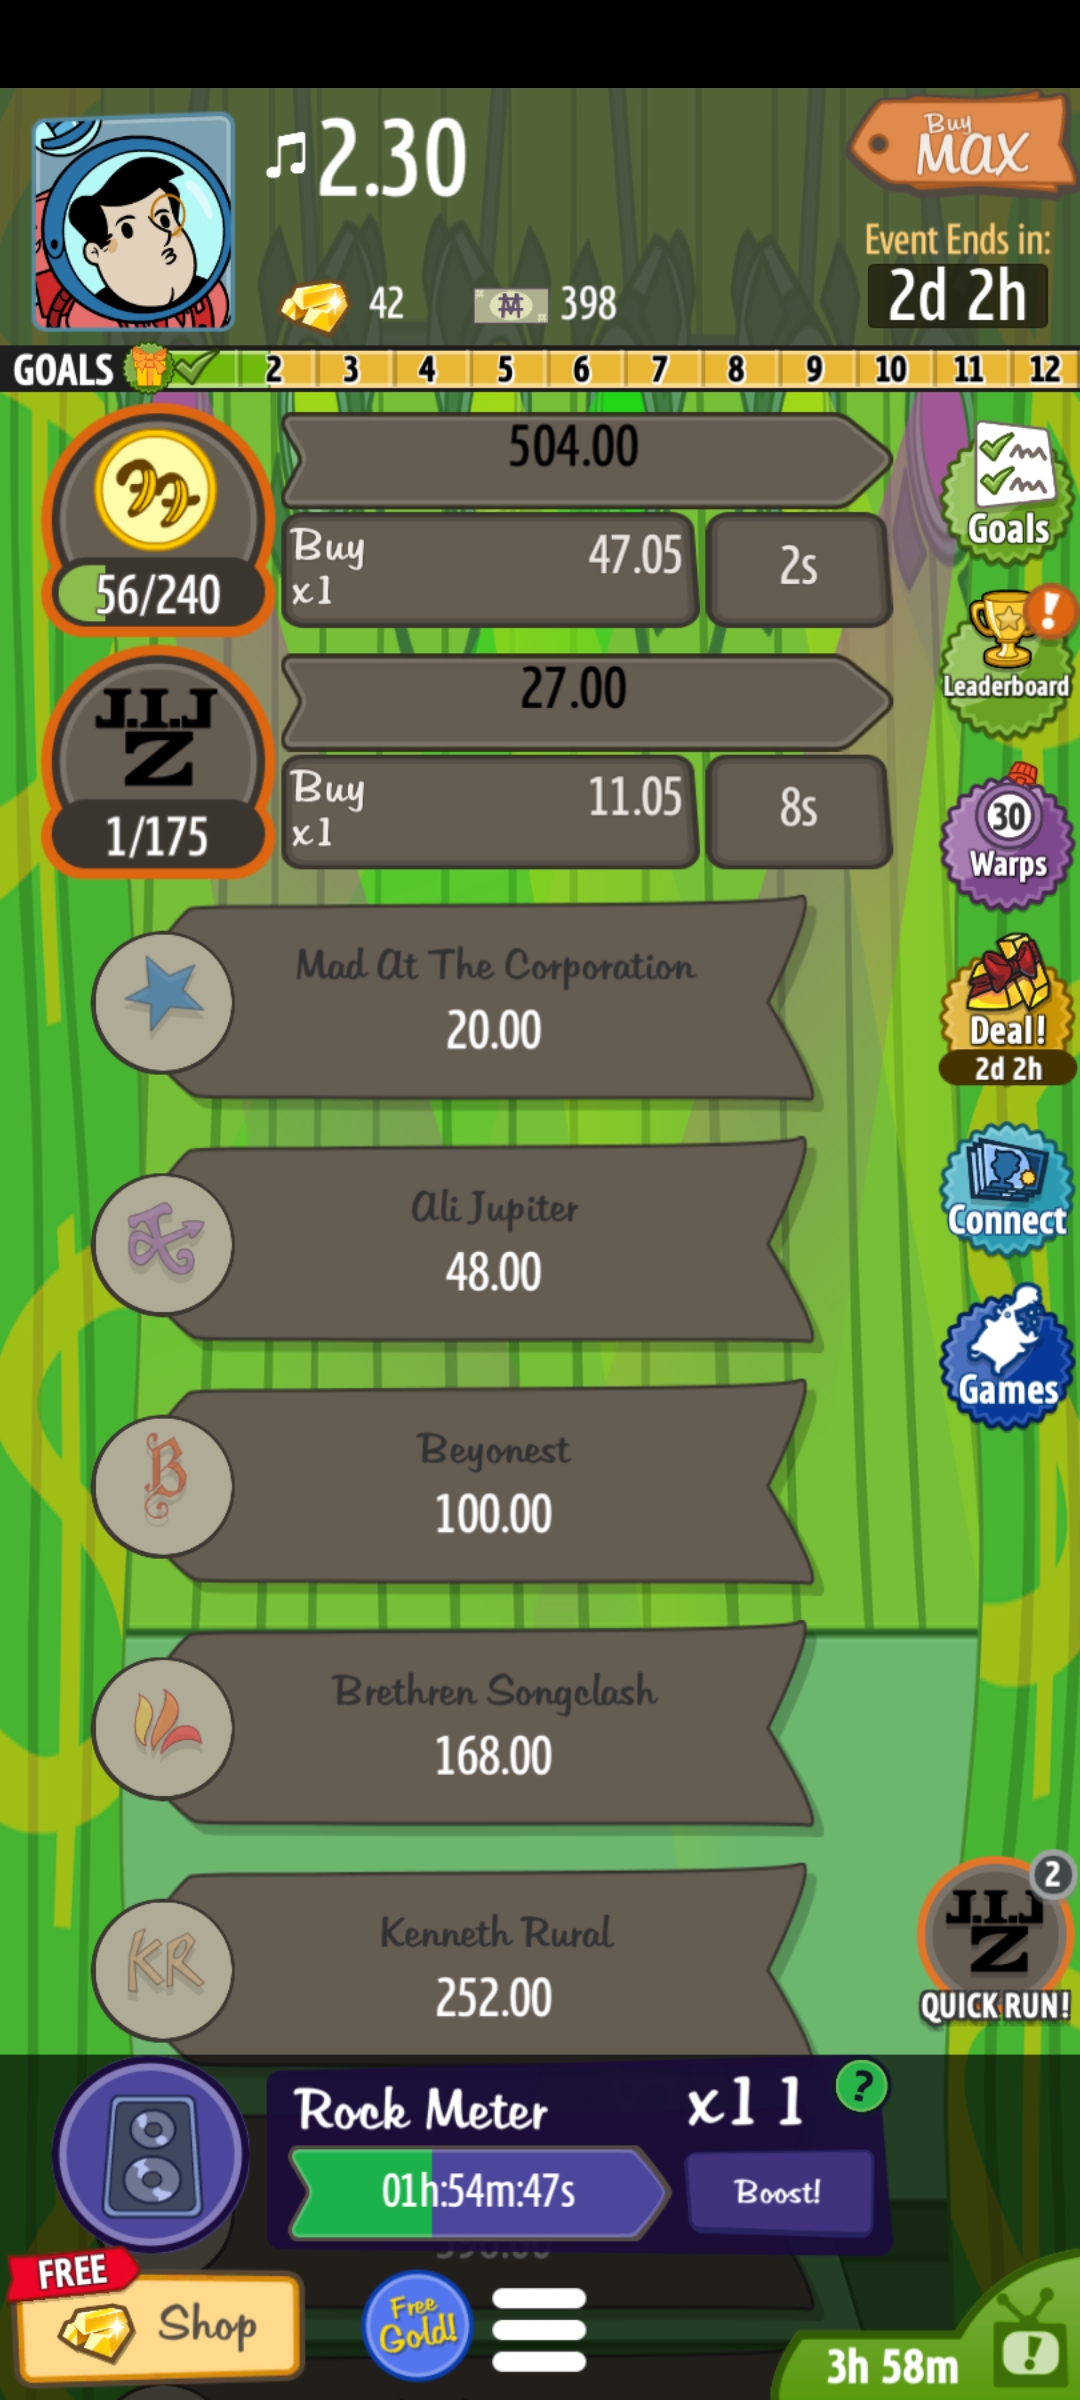 2.30
Buy
MAX
Event Ends in:
2d 2h
42
398
GOALS 2 3 4 5 6 7 8 9 10 11 12
504.00
Buy
x1
47.05
2s
56/240
Goals
Leaderboard
J.I.J
Z
27.00
Buy
x1
11.05
8s
1/175
30
Warps
Mad At The Corporation
20.00
Deal!
2d 2h
Ali Jupiter
48.00
Connect
Games
B
Beyonest
100.00
Brethren Songclash
168.00
KR
Kenneth Rural
252.00
2
J.I.J
Z
QUICK RUN!
Rock Meter
x1 1
?
01h:54m:47s
Boost!
FREE
Shop
Free
Gold!
3h 58m
!